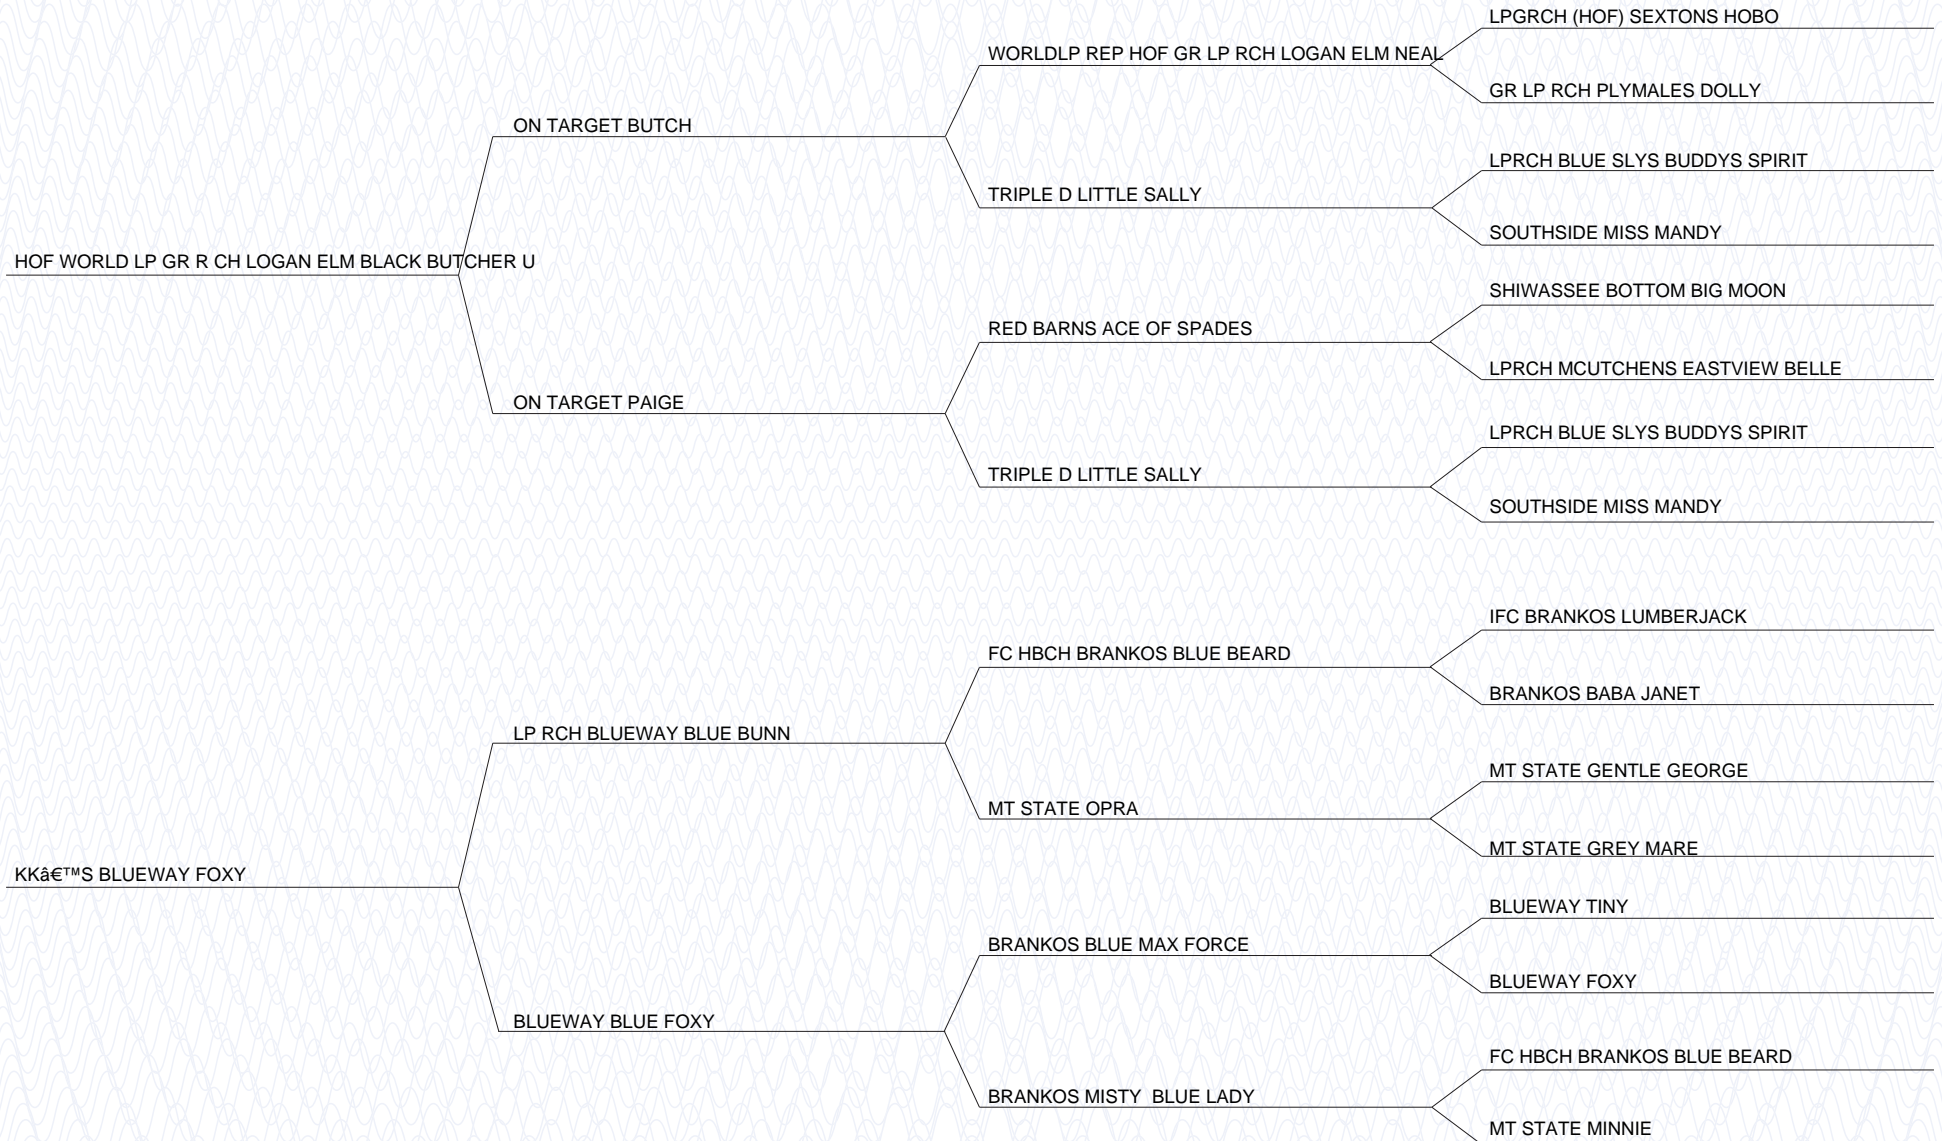 LPGRCH (HOF) SEXTONS HOBO
WORLDLP REP HOF GR LP RCH LOGAN ELM NEAL
GR LP RCH PLYMALES DOLLY
ON TARGET BUTCH
LPRCH BLUE SLYS BUDDYS SPIRIT
TRIPLE D LITTLE SALLY
SOUTHSIDE MISS MANDY
HOF WORLD LP GR R CH LOGAN ELM BLACK BUTCHER U
SHIWASSEE BOTTOM BIG MOON
RED BARNS ACE OF SPADES
LPRCH MCUTCHENS EASTVIEW BELLE
ON TARGET PAIGE
LPRCH BLUE SLYS BUDDYS SPIRIT
TRIPLE D LITTLE SALLY
SOUTHSIDE MISS MANDY
IFC BRANKOS LUMBERJACK
FC HBCH BRANKOS BLUE BEARD
BRANKOS BABA JANET
LP RCH BLUEWAY BLUE BUNN
MT STATE GENTLE GEORGE
MT STATE OPRA
MT STATE GREY MARE
KKâ€™S BLUEWAY FOXY
BLUEWAY TINY
BRANKOS BLUE MAX FORCE
BLUEWAY FOXY
BLUEWAY BLUE FOXY
FC HBCH BRANKOS BLUE BEARD
BRANKOS MISTY  BLUE LADY
MT STATE MINNIE